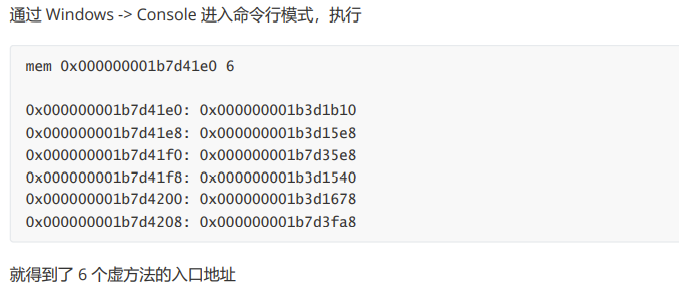 通过 Windows -> Console 进入命令行模式，执行
mem 0x000000001b7d41e0 6
0x000000001b7d41e0: 0x000000001b3d1b10
0x000000001b7d41e8: 0x000000001b3d15e8
0x000000001b7d41f0: 0x000000001b7d35e8
0x000000001b7d41f8: 0x000000001b3d1540
0x000000001b7d4200: 0x000000001b3d1678
0x000000001b7d4208: 0x000000001b7d3fa8
就得到了 6 个虚方法的入口地址